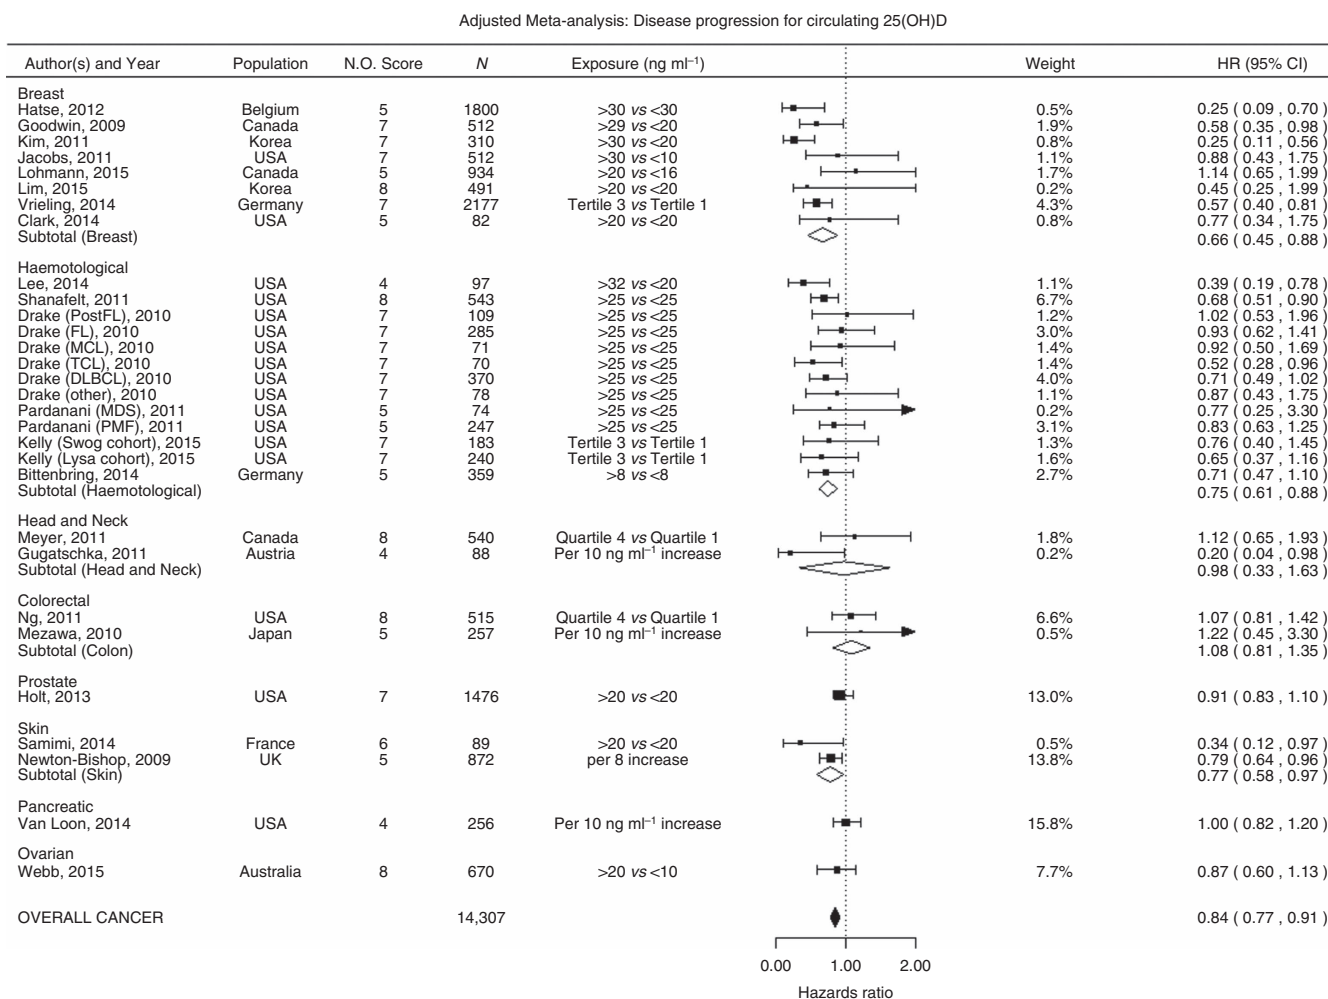 Adjusted Meta-analysis: Disease progression for circulating 25(OH)D
Author(s) and Year Population N.O. Score N Exposure (ng ml⁻¹) Weight HR (95% CI)
Breast
Hatse, 2012 Belgium 5 1800 >30 vs <30 0.5% 0.25 ( 0.09 , 0.70 )
Goodwin, 2009 Canada 7 512 >29 vs <20 1.9% 0.58 ( 0.35 , 0.98 )
Kim, 2011 Korea 7 310 >30 vs <20 0.8% 0.25 ( 0.11 , 0.56 )
Jacobs, 2011 USA 7 512 >30 vs <10 1.1% 0.88 ( 0.43 , 1.75 )
Lohmann, 2015 Canada 5 934 >20 vs <16 1.7% 1.14 ( 0.65 , 1.99 )
Lim, 2015 Korea 8 491 >20 vs <20 0.2% 0.45 ( 0.25 , 1.99 )
Vrieling, 2014 Germany 7 2177 Tertile 3 vs Tertile 1 4.3% 0.57 ( 0.40 , 0.81 )
Clark, 2014 USA 5 82 >20 vs <20 0.8% 0.77 ( 0.34 , 1.75 )
Subtotal (Breast) 0.66 ( 0.45 , 0.88 )
Haemotological
Lee, 2014 USA 4 97 >32 vs <20 1.1% 0.39 ( 0.19 , 0.78 )
Shanafelt, 2011 USA 8 543 >25 vs <25 6.7% 0.68 ( 0.51 , 0.90 )
Drake (PostFL), 2010 USA 7 109 >25 vs <25 1.2% 1.02 ( 0.53 , 1.96 )
Drake (FL), 2010 USA 7 285 >25 vs <25 3.0% 0.93 ( 0.62 , 1.41 )
Drake (MCL), 2010 USA 7 71 >25 vs <25 1.4% 0.92 ( 0.50 , 1.69 )
Drake (TCL), 2010 USA 7 70 >25 vs <25 1.4% 0.52 ( 0.28 , 0.96 )
Drake (DLBCL), 2010 USA 7 370 >25 vs <25 4.0% 0.71 ( 0.49 , 1.02 )
Drake (other), 2010 USA 7 78 >25 vs <25 1.1% 0.87 ( 0.43 , 1.75 )
Pardanani (MDS), 2011 USA 5 74 >25 vs <25 0.2% 0.77 ( 0.25 , 3.30 )
Pardanani (PMF), 2011 USA 5 247 >25 vs <25 3.1% 0.83 ( 0.63 , 1.25 )
Kelly (Swog cohort), 2015 USA 7 183 Tertile 3 vs Tertile 1 1.3% 0.76 ( 0.40 , 1.45 )
Kelly (Lysa cohort), 2015 USA 7 240 Tertile 3 vs Tertile 1 1.6% 0.65 ( 0.37 , 1.16 )
Bittenbring, 2014 Germany 5 359 >8 vs <8 2.7% 0.71 ( 0.47 , 1.10 )
Subtotal (Haemotological) 0.75 ( 0.61 , 0.88 )
Head and Neck
Meyer, 2011 Canada 8 540 Quartile 4 vs Quartile 1 1.8% 1.12 ( 0.65 , 1.93 )
Gugatschka, 2011 Austria 4 88 Per 10 ng ml⁻¹ increase 0.2% 0.20 ( 0.04 , 0.98 )
Subtotal (Head and Neck) 0.98 ( 0.33 , 1.63 )
Colorectal
Ng, 2011 USA 8 515 Quartile 4 vs Quartile 1 6.6% 1.07 ( 0.81 , 1.42 )
Mezawa, 2010 Japan 5 257 Per 10 ng ml⁻¹ increase 0.5% 1.22 ( 0.45 , 3.30 )
Subtotal (Colon) 1.08 ( 0.81 , 1.35 )
Prostate
Holt, 2013 USA 7 1476 >20 vs <20 13.0% 0.91 ( 0.83 , 1.10 )
Skin
Samimi, 2014 France 6 89 >20 vs <20 0.5% 0.34 ( 0.12 , 0.97 )
Newton-Bishop, 2009 UK 5 872 per 8 increase 13.8% 0.79 ( 0.64 , 0.96 )
Subtotal (Skin) 0.77 ( 0.58 , 0.97 )
Pancreatic
Van Loon, 2014 USA 4 256 Per 10 ng ml⁻¹ increase 15.8% 1.00 ( 0.82 , 1.20 )
Ovarian
Webb, 2015 Australia 8 670 >20 vs <10 7.7% 0.87 ( 0.60 , 1.13 )
OVERALL CANCER 14,307 0.84 ( 0.77 , 0.91 )
0.00 1.00 2.00
Hazards ratio